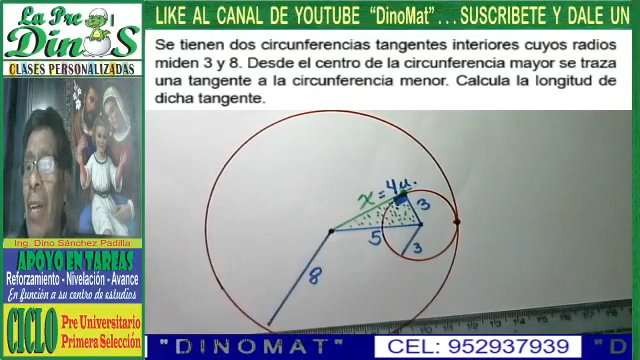 La Pre
DinoS
CLASES PERSONALIZADAS
LIKE AL CANAL DE YOUTUBE "DinoMat"...SUSCRIBETE Y DALE UN
Se tienen dos circunferencias tangentes interiores cuyos radios
miden 3 y 8. Desde el centro de la circunferencia mayor se traza
una tangente a la circunferencia menor. Calcula la longitud de
dicha tangente.
x = 4μ.
3
5
3
8
Ing. Dino Sánchez Padilla
APOYO EN TAREAS
Reforzamiento - Nivelación - Avance
En función a su centro de estudios
CICLO Pre Universitario
Primera Selección
"DINOMAT"
CEL: 952937939
"D